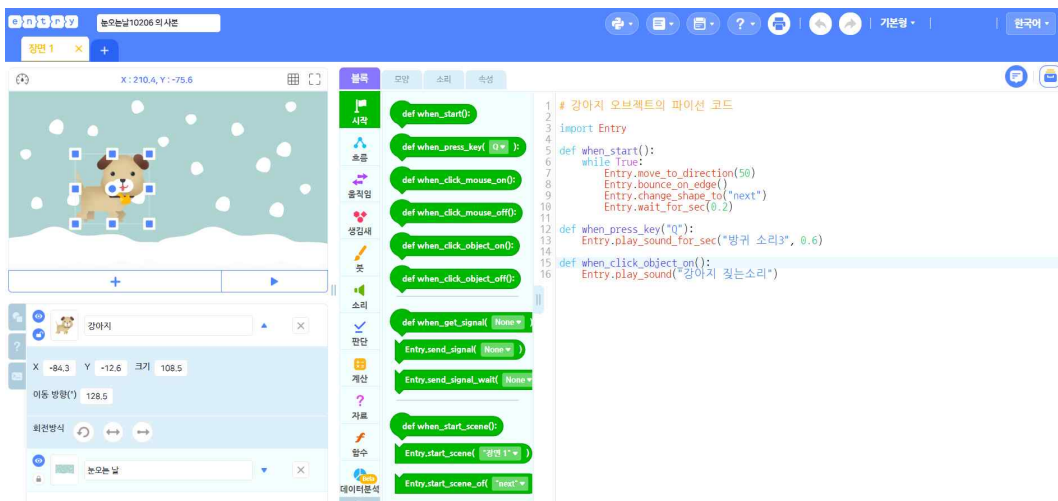 entry
눈오는날10206 의 사본
기본형
한국어
장면 1
X : 210.4, Y : -75.6
블록
모양
소리
속성
시작
흐름
움직임
생김새
붓
소리
판단
계산
자료
함수
데이터분석
beta
def when_start():
def when_press_key( Q ):
def when_click_mouse_on():
def when_click_mouse_off():
def when_click_object_on():
def when_click_object_off():
def when_get_signal( None )
Entry.send_signal( None )
Entry.send_signal_wait( None
def when_start_scene():
Entry.start_scene( "장면 1" )
Entry.start_scene_of( "next"
1 # 강아지 오브젝트의 파이선 코드
2
3 import Entry
4
5 def when_start():
6 while True:
7 Entry.move_to_direction(50)
8 Entry.bounce_on_edge()
9 Entry.change_shape_to("next")
10 Entry.wait_for_sec(0.2)
11
12 def when_press_key("Q"):
13 Entry.play_sound_for_sec("방귀 소리3", 0.6)
14
15 def when_click_object_on():
16 Entry.play_sound("강아지 짖는소리")
강아지
X -84.3 Y -12.6 크기 108.5
이동 방향(°) 128.5
회전방식
눈오는 날